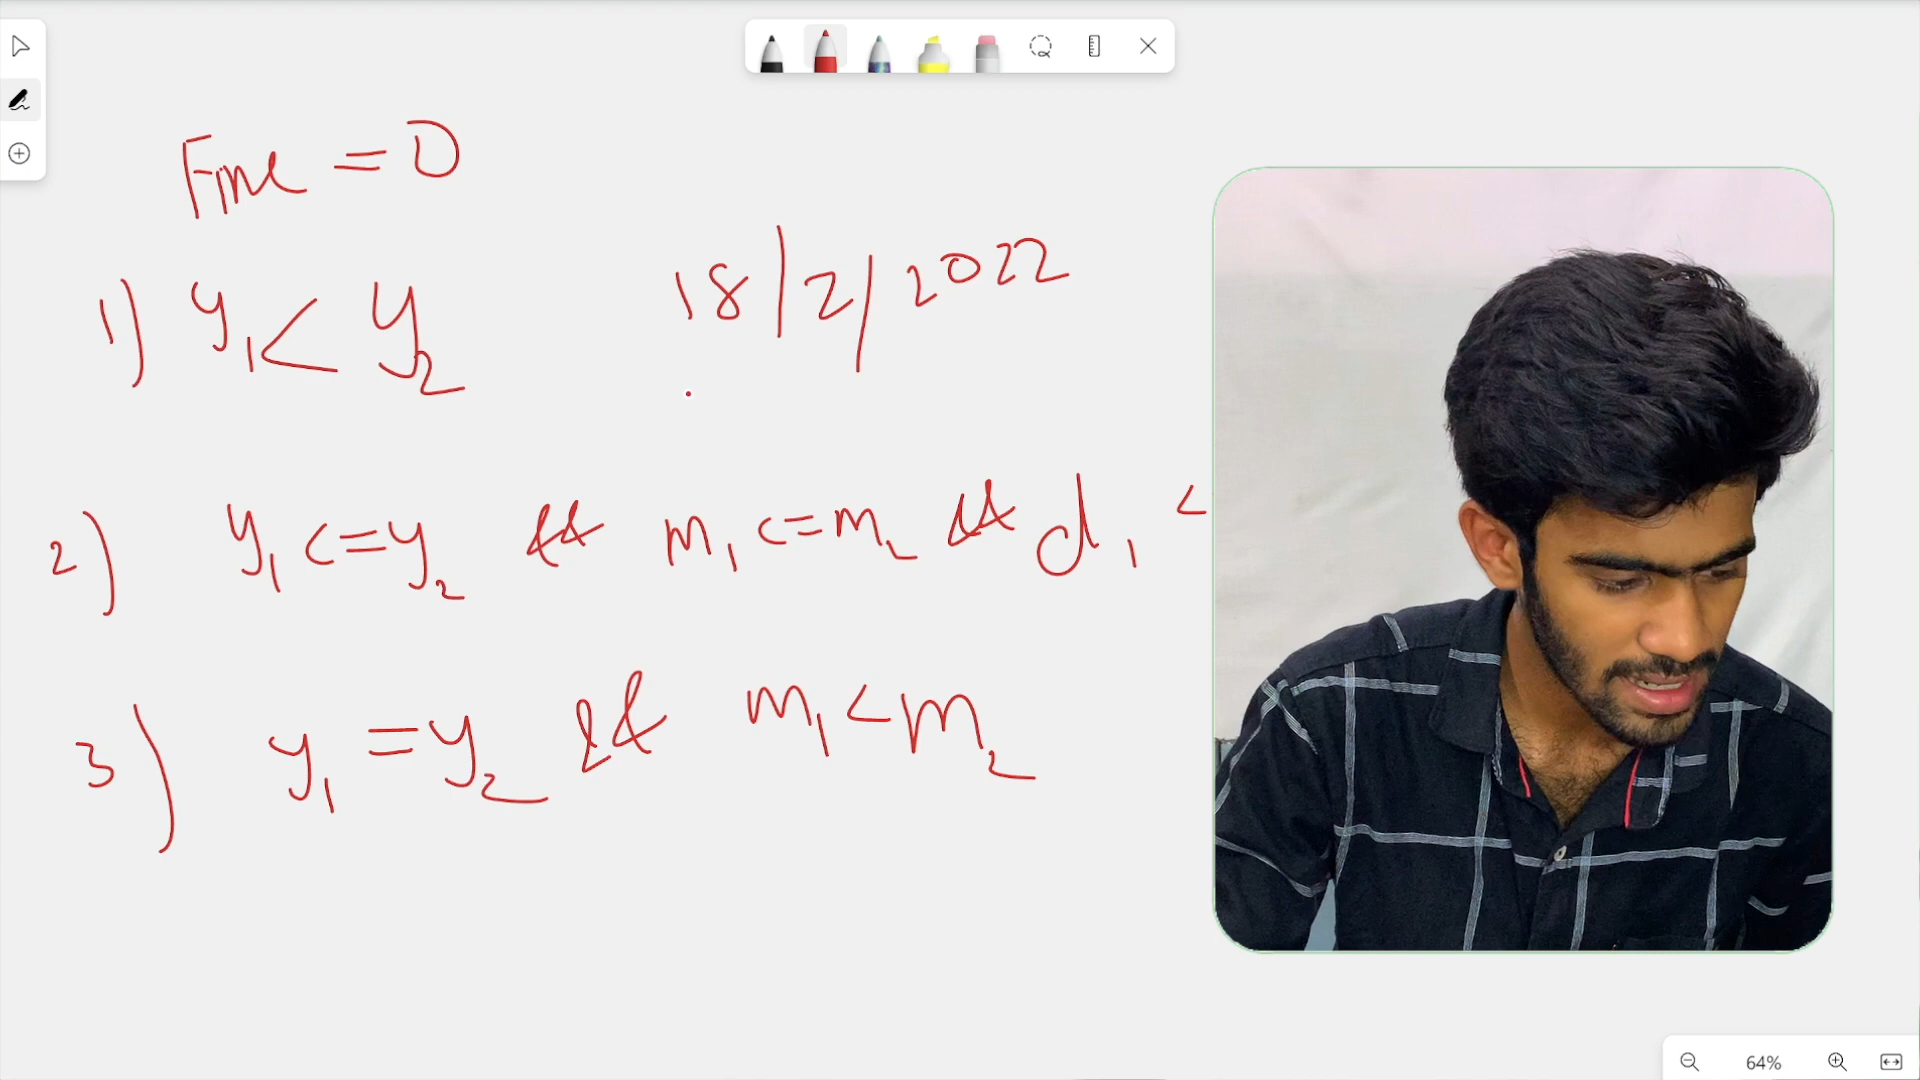 Fine = 0
1) y1 < y2
18/2/2022
2) y1 <= y2 && m1 <= m2 && d1 <
3) y1 = y2 && m1 < m2
64%